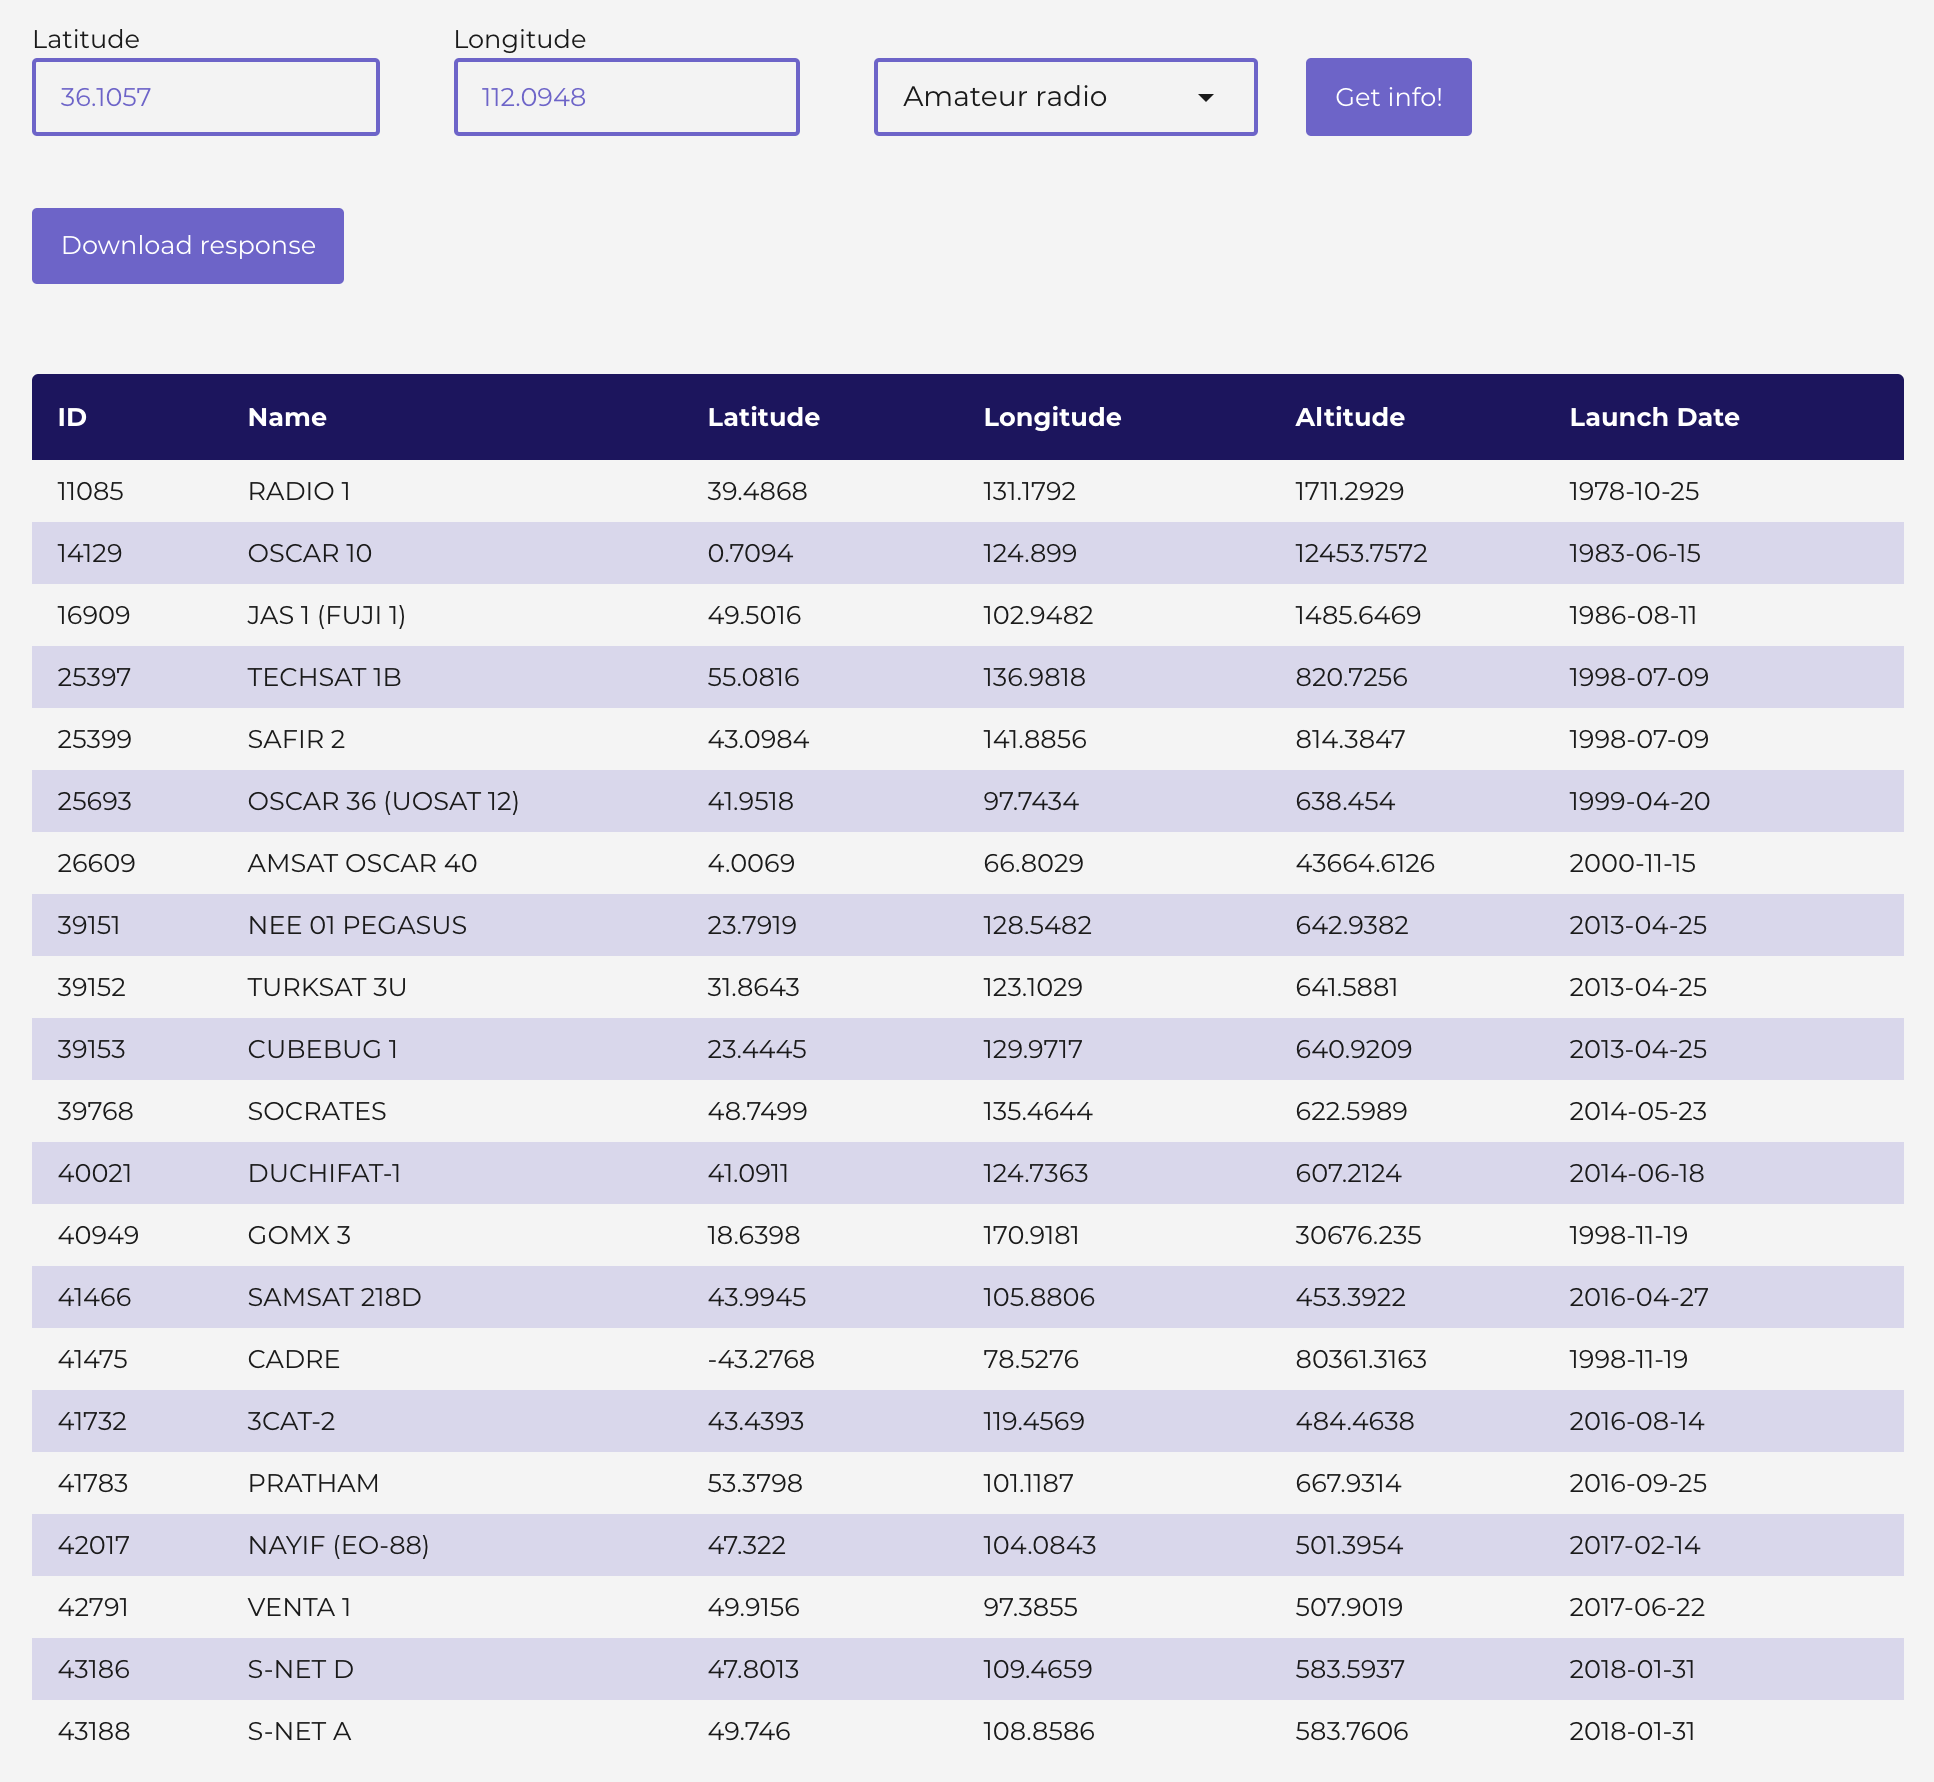 Latitude Longitude
36.1057 112.0948 Amateur radio Get info!
Download response
ID Name Latitude Longitude Altitude Launch Date
11085 RADIO 1 39.4868 131.1792 1711.2929 1978-10-25
14129 OSCAR 10 0.7094 124.899 12453.7572 1983-06-15
16909 JAS 1 (FUJI 1) 49.5016 102.9482 1485.6469 1986-08-11
25397 TECHSAT 1B 55.0816 136.9818 820.7256 1998-07-09
25399 SAFIR 2 43.0984 141.8856 814.3847 1998-07-09
25693 OSCAR 36 (UOSAT 12) 41.9518 97.7434 638.454 1999-04-20
26609 AMSAT OSCAR 40 4.0069 66.8029 43664.6126 2000-11-15
39151 NEE 01 PEGASUS 23.7919 128.5482 642.9382 2013-04-25
39152 TURKSAT 3U 31.8643 123.1029 641.5881 2013-04-25
39153 CUBEBUG 1 23.4445 129.9717 640.9209 2013-04-25
39768 SOCRATES 48.7499 135.4644 622.5989 2014-05-23
40021 DUCHIFAT-1 41.0911 124.7363 607.2124 2014-06-18
40949 GOMX 3 18.6398 170.9181 30676.235 1998-11-19
41466 SAMSAT 218D 43.9945 105.8806 453.3922 2016-04-27
41475 CADRE -43.2768 78.5276 80361.3163 1998-11-19
41732 3CAT-2 43.4393 119.4569 484.4638 2016-08-14
41783 PRATHAM 53.3798 101.1187 667.9314 2016-09-25
42017 NAYIF (EO-88) 47.322 104.0843 501.3954 2017-02-14
42791 VENTA 1 49.9156 97.3855 507.9019 2017-06-22
43186 S-NET D 47.8013 109.4659 583.5937 2018-01-31
43188 S-NET A 49.746 108.8586 583.7606 2018-01-31